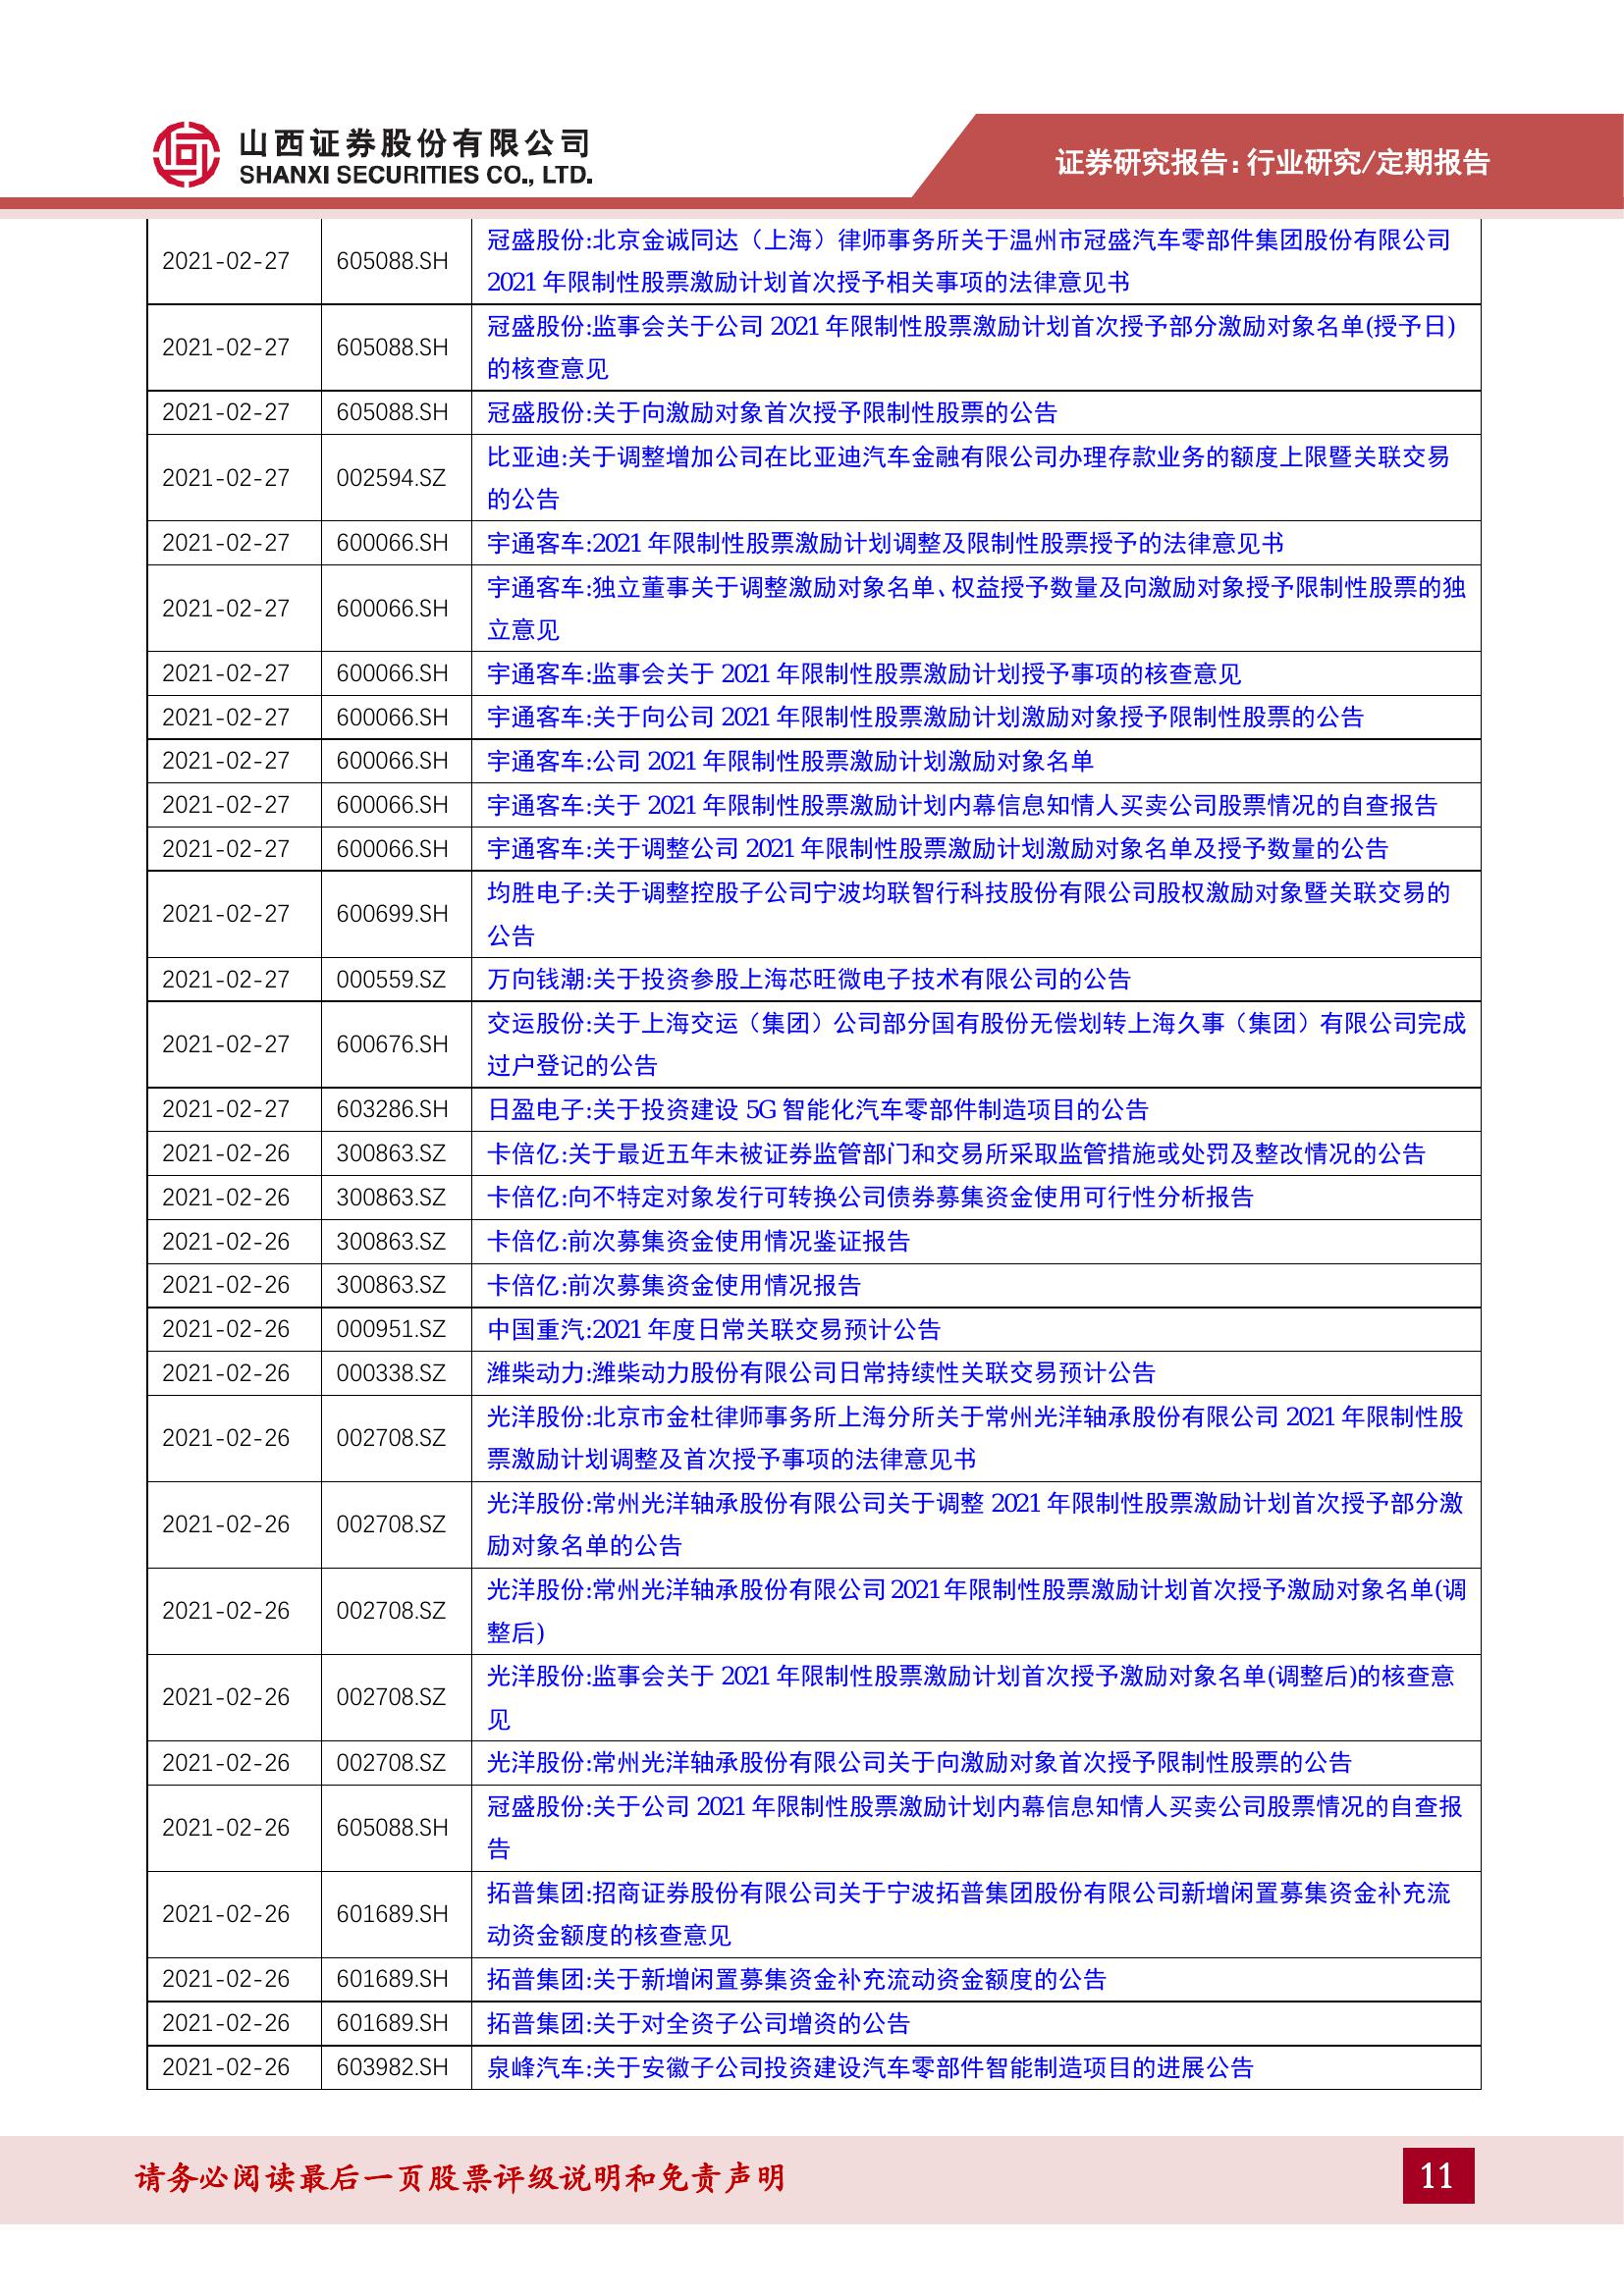 山西证券股份有限公司
SHANXI SECURITIES CO., LTD.
证券研究报告:行业研究/定期报告
2021-02-27 605088.SH 冠盛股份:北京金诚同达（上海）律师事务所关于温州市冠盛汽车零部件集团股份有限公司
2021 年限制性股票激励计划首次授予相关事项的法律意见书
2021-02-27 605088.SH 冠盛股份:监事会关于公司 2021 年限制性股票激励计划首次授予部分激励对象名单(授予日)
的核查意见
2021-02-27 605088.SH 冠盛股份:关于向激励对象首次授予限制性股票的公告
2021-02-27 002594.SZ 比亚迪:关于调整增加公司在比亚迪汽车金融有限公司办理存款业务的额度上限暨关联交易
的公告
2021-02-27 600066.SH 宇通客车:2021 年限制性股票激励计划调整及限制性股票授予的法律意见书
2021-02-27 600066.SH 宇通客车:独立董事关于调整激励对象名单、权益授予数量及向激励对象授予限制性股票的独
立意见
2021-02-27 600066.SH 宇通客车:监事会关于 2021 年限制性股票激励计划授予事项的核查意见
2021-02-27 600066.SH 宇通客车:关于向公司 2021 年限制性股票激励计划激励对象授予限制性股票的公告
2021-02-27 600066.SH 宇通客车:公司 2021 年限制性股票激励计划激励对象名单
2021-02-27 600066.SH 宇通客车:关于 2021 年限制性股票激励计划内幕信息知情人买卖公司股票情况的自查报告
2021-02-27 600066.SH 宇通客车:关于调整公司 2021 年限制性股票激励计划激励对象名单及授予数量的公告
2021-02-27 600699.SH 均胜电子:关于调整控股子公司宁波均联智行科技股份有限公司股权激励对象暨关联交易的
公告
2021-02-27 000559.SZ 万向钱潮:关于投资参股上海芯旺微电子技术有限公司的公告
2021-02-27 600676.SH 交运股份:关于上海交运（集团）公司部分国有股份无偿划转上海久事（集团）有限公司完成
过户登记的公告
2021-02-27 603286.SH 日盈电子:关于投资建设 5G 智能化汽车零部件制造项目的公告
2021-02-26 300863.SZ 卡倍亿:关于最近五年未被证券监管部门和交易所采取监管措施或处罚及整改情况的公告
2021-02-26 300863.SZ 卡倍亿:向不特定对象发行可转换公司债券募集资金使用可行性分析报告
2021-02-26 300863.SZ 卡倍亿:前次募集资金使用情况鉴证报告
2021-02-26 300863.SZ 卡倍亿:前次募集资金使用情况报告
2021-02-26 000951.SZ 中国重汽:2021 年度日常关联交易预计公告
2021-02-26 000338.SZ 潍柴动力:潍柴动力股份有限公司日常持续性关联交易预计公告
2021-02-26 002708.SZ 光洋股份:北京市金杜律师事务所上海分所关于常州光洋轴承股份有限公司 2021 年限制性股
票激励计划调整及首次授予事项的法律意见书
2021-02-26 002708.SZ 光洋股份:常州光洋轴承股份有限公司关于调整 2021 年限制性股票激励计划首次授予部分激
励对象名单的公告
2021-02-26 002708.SZ 光洋股份:常州光洋轴承股份有限公司 2021 年限制性股票激励计划首次授予激励对象名单(调
整后)
2021-02-26 002708.SZ 光洋股份:监事会关于 2021 年限制性股票激励计划首次授予激励对象名单(调整后)的核查意
见
2021-02-26 002708.SZ 光洋股份:常州光洋轴承股份有限公司关于向激励对象首次授予限制性股票的公告
2021-02-26 605088.SH 冠盛股份:关于公司 2021 年限制性股票激励计划内幕信息知情人买卖公司股票情况的自查报
告
2021-02-26 601689.SH 拓普集团:招商证券股份有限公司关于宁波拓普集团股份有限公司新增闲置募集资金补充流
动资金额度的核查意见
2021-02-26 601689.SH 拓普集团:关于新增闲置募集资金补充流动资金额度的公告
2021-02-26 601689.SH 拓普集团:关于对全资子公司增资的公告
2021-02-26 603982.SH 泉峰汽车:关于安徽子公司投资建设汽车零部件智能制造项目的进展公告
请务必阅读最后一页股票评级说明和免责声明
11